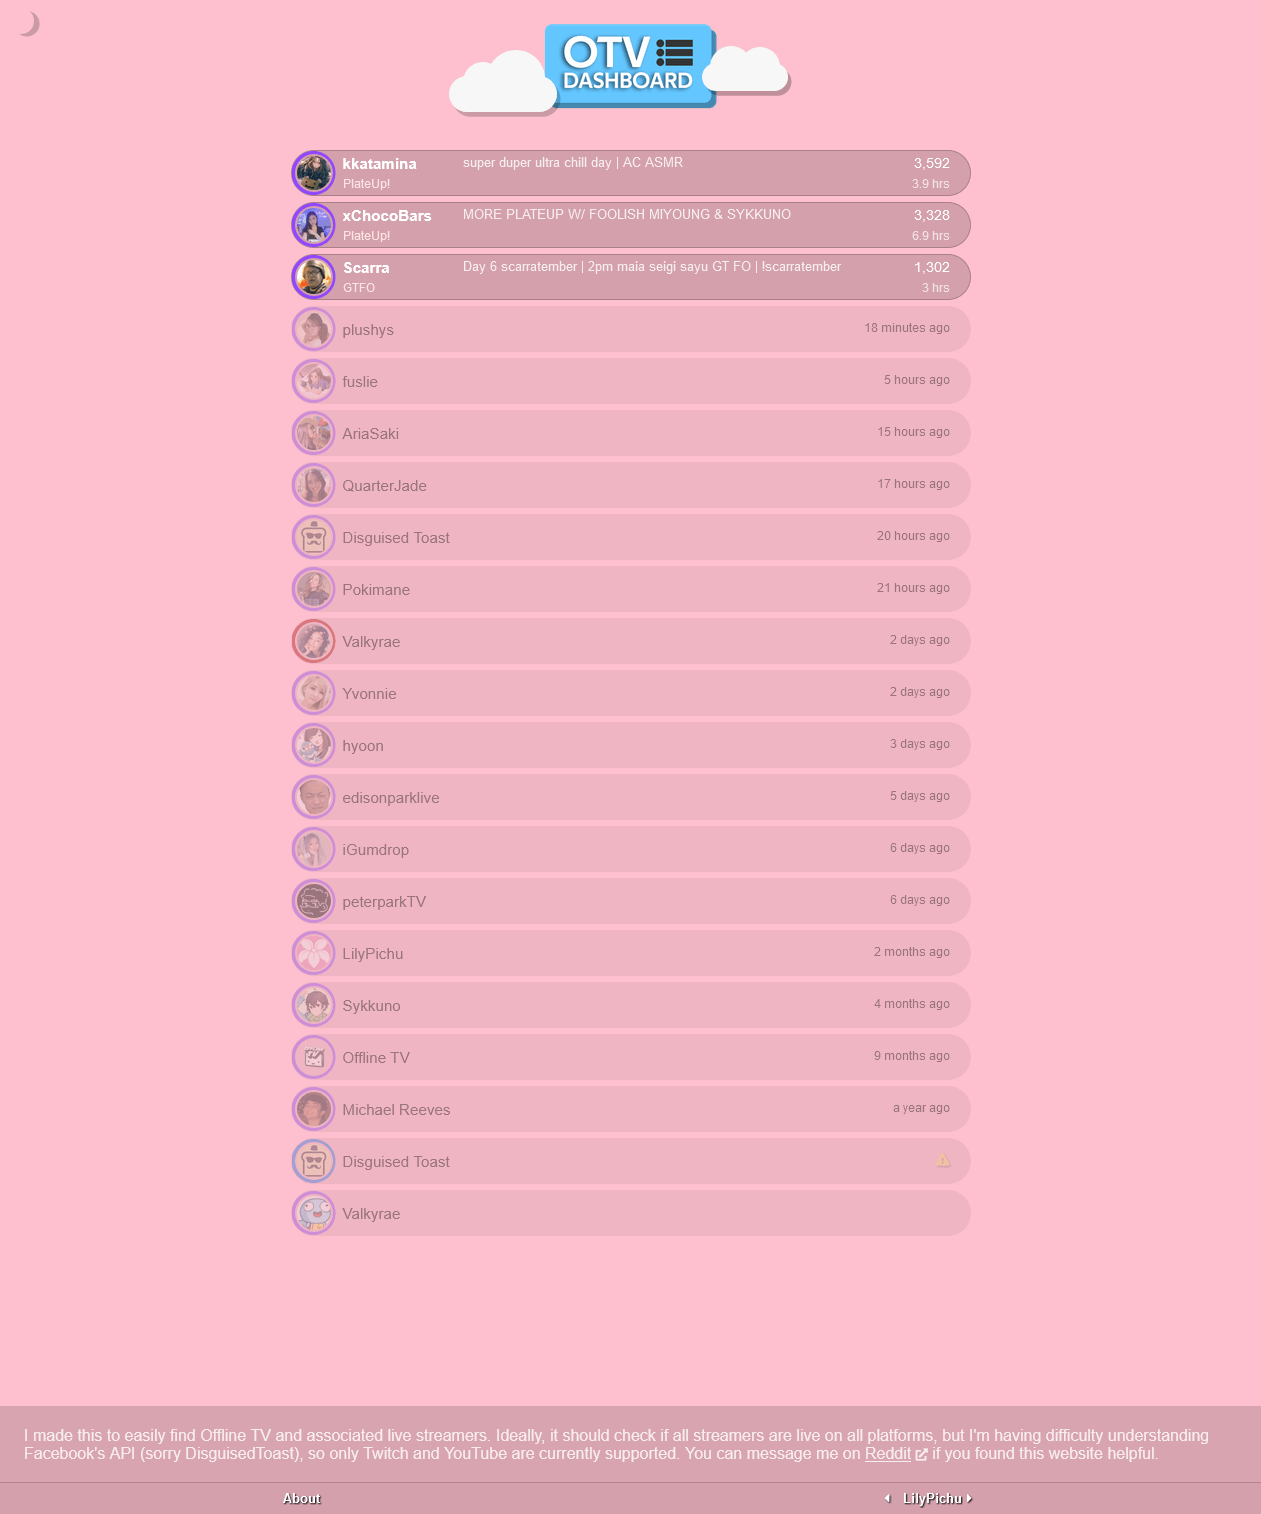 OTV
DASHBOARD
kkatamina super duper ultra chill day | AC ASMR 3,592
PlateUp! 3.9 hrs
xChocoBars MORE PLATEUP W/ FOOLISH MIYOUNG & SYKKUNO 3,328
PlateUp! 6.9 hrs
Scarra Day 6 scarratember | 2pm maia seigi sayu GT FO | !scarratember 1,302
GTFO 3 hrs
plushys 18 minutes ago
fuslie 5 hours ago
AriaSaki 15 hours ago
QuarterJade 17 hours ago
Disguised Toast 20 hours ago
Pokimane 21 hours ago
Valkyrae 2 days ago
Yvonnie 2 days ago
hyoon 3 days ago
edisonparklive 5 days ago
iGumdrop 6 days ago
peterparkTV 6 days ago
LilyPichu 2 months ago
Sykkuno 4 months ago
Offline TV 9 months ago
Michael Reeves a year ago
Disguised Toast
Valkyrae
I made this to easily find Offline TV and associated live streamers. Ideally, it should check if all streamers are live on all platforms, but I'm having difficulty understanding
Facebook's API (sorry DisguisedToast), so only Twitch and YouTube are currently supported. You can message me on Reddit if you found this website helpful.
About LilyPichu